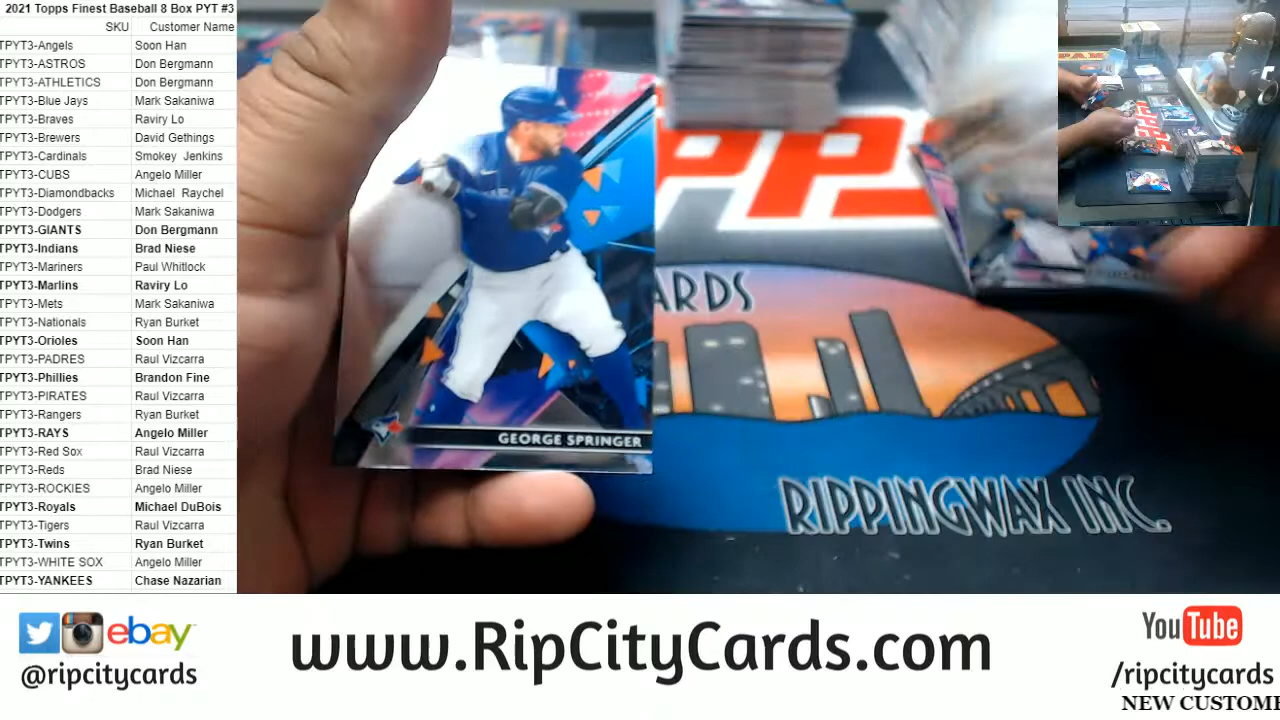 2021 Topps Finest Baseball 8 Box PYT #3
SKU Customer Name
TPYT3-Angels Soon Han
TPYT3-ASTROS Don Bergmann
TPYT3-ATHLETICS Don Bergmann
TPYT3-Blue Jays Mark Sakaniwa
TPYT3-Braves Raviry Lo
TPYT3-Brewers David Gethings
TPYT3-Cardinals Smokey Jenkins
TPYT3-CUBS Angelo Miller
TPYT3-Diamondbacks Michael Raychel
TPYT3-Dodgers Mark Sakaniwa
TPYT3-GIANTS Don Bergmann
TPYT3-Indians Brad Niese
TPYT3-Mariners Paul Whitlock
TPYT3-Marlins Raviry Lo
TPYT3-Mets Mark Sakaniwa
TPYT3-Nationals Ryan Burket
TPYT3-Orioles Soon Han
TPYT3-PADRES Raul Vizcarra
TPYT3-Phillies Brandon Fine
TPYT3-PIRATES Raul Vizcarra
TPYT3-Rangers Ryan Burket
TPYT3-RAYS Angelo Miller
TPYT3-Red Sox Raul Vizcarra
TPYT3-Reds Brad Niese
TPYT3-ROCKIES Angelo Miller
TPYT3-Royals Michael DuBois
TPYT3-Tigers Raul Vizcarra
TPYT3-Twins Ryan Burket
TPYT3-WHITE SOX Angelo Miller
TPYT3-YANKEES Chase Nazarian
GEORGE SPRINGER
ARDS
RIPPINGWAX INC.
ebay
@ripcitycards
www.RipCityCards.com
YouTube
/ripcitycards
NEW CUSTOME